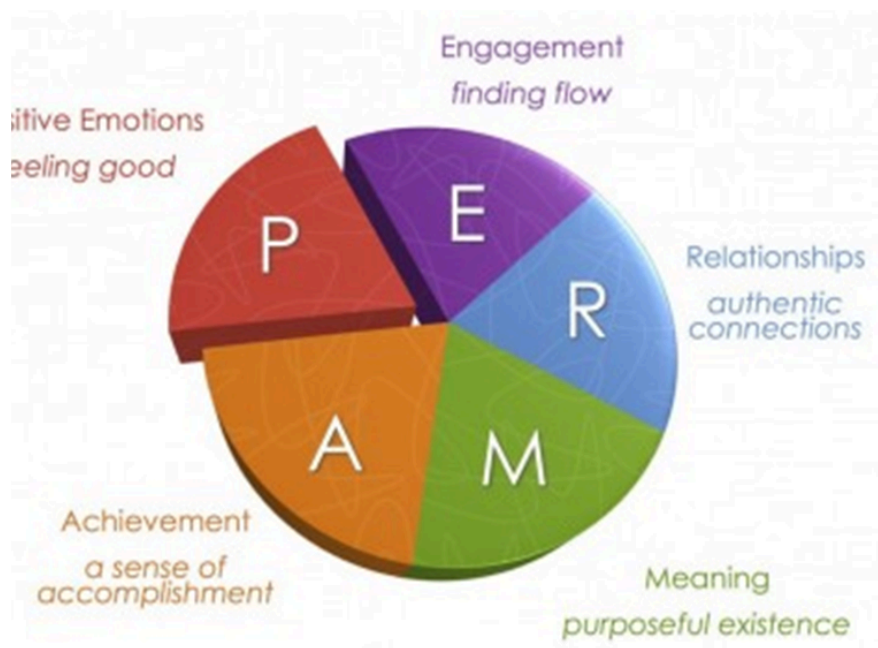 Engagement
finding flow
sitive Emotions
eeling good
P
E
R
Relationships
authentic
connections
A
M
Achievement
a sense of
accomplishment
Meaning
purposeful existence